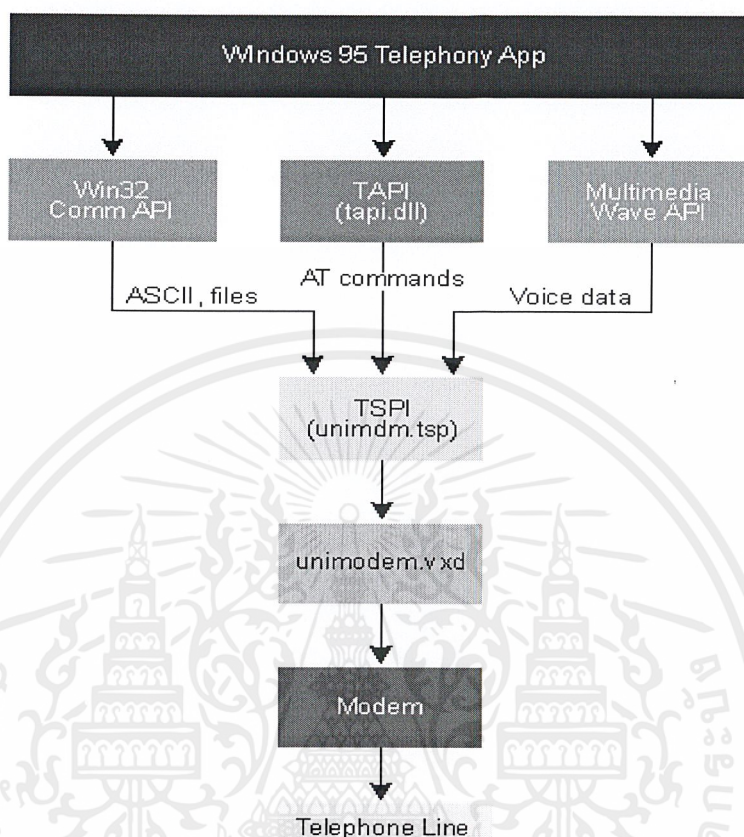 Windows 95 Telephony App
Win32
Comm API
TAPI
(tapi.dll)
Multimedia
Wave API
ASCII, files
AT commands
Voice data
TSPI
(unimdm.tsp)
unimodem.vxd
Modem
Telephone Line